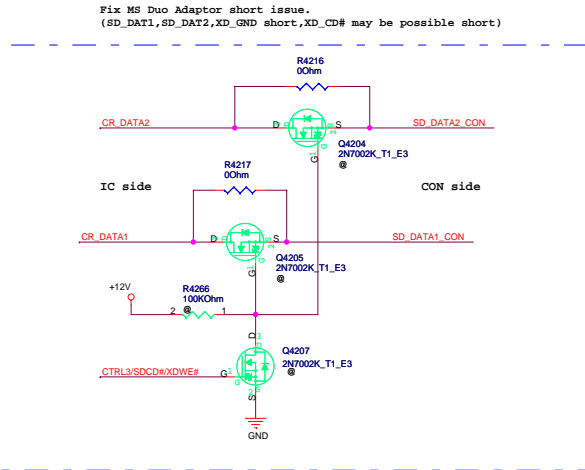 Fix MS Duo Adaptor short issue.
(SD_DAT1,SD_DAT2,XD_GND short,XD_CD# may be possible short)
R4216
0Ohm
CR_DATA2
D
S
SD_DATA2_CON
G
Q4204
2N7002K_T1_E3
@
R4217
0Ohm
IC side
CON side
CR_DATA1
D
S
SD_DATA1_CON
G
Q4205
2N7002K_T1_E3
@
+12V
R4266
100KOhm
@
2
1
D
Q4207
2N7002K_T1_E3
@
CTRL3/SDCD#/XDWE#
G
S
GND